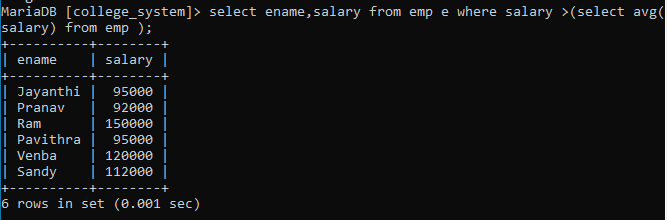 MariaDB [college_system]> select ename,salary from emp e where salary >(select avg(
salary) from emp );
+----------+--------+
| ename    | salary |
+----------+--------+
| Jayanthi |  95000 |
| Pranav   |  92000 |
| Ram      | 150000 |
| Pavithra |  95000 |
| Venba    | 120000 |
| Sandy    | 112000 |
+----------+--------+
6 rows in set (0.001 sec)